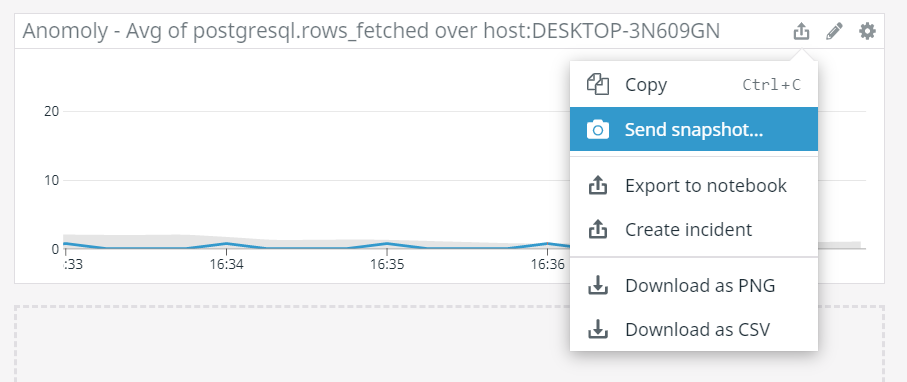 Anomoly - Avg of postgresql.rows_fetched over host:DESKTOP-3N609GN
Copy Ctrl+C
Send snapshot...
Export to notebook
Create incident
Download as PNG
Download as CSV
20
10
0
:33 16:34 16:35 16:36